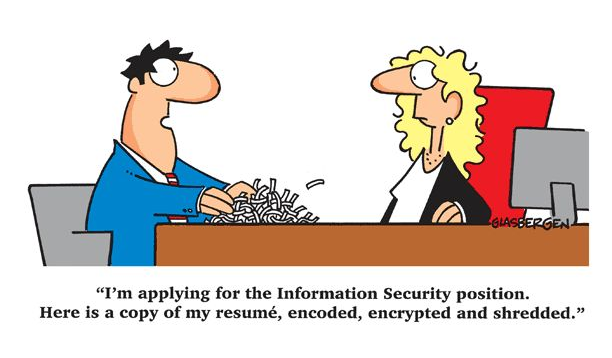 GLASBERGEN
“I’m applying for the Information Security position.
Here is a copy of my resumé, encoded, encrypted and shredded.”